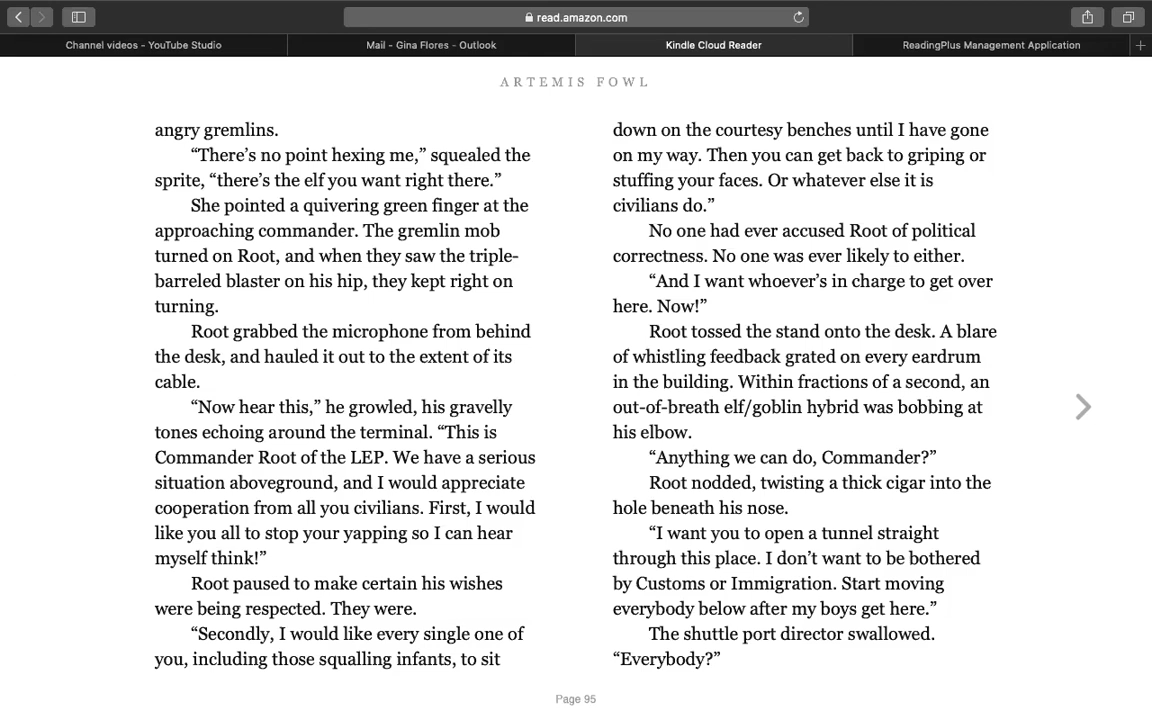 read.amazon.com
Channel videos - YouTube Studio
Mail - Gina Flores - Outlook
Kindle Cloud Reader
ReadingPlus Management Application
ARTEMIS FOWL
angry gremlins.
“There’s no point hexing me,” squealed the
sprite, “there’s the elf you want right there.”
She pointed a quivering green finger at the
approaching commander. The gremlin mob
turned on Root, and when they saw the triple-
barreled blaster on his hip, they kept right on
turning.
Root grabbed the microphone from behind
the desk, and hauled it out to the extent of its
cable.
“Now hear this,” he growled, his gravelly
tones echoing around the terminal. “This is
Commander Root of the LEP. We have a serious
situation aboveground, and I would appreciate
cooperation from all you civilians. First, I would
like you all to stop your yapping so I can hear
myself think!”
Root paused to make certain his wishes
were being respected. They were.
“Secondly, I would like every single one of
you, including those squalling infants, to sit
down on the courtesy benches until I have gone
on my way. Then you can get back to griping or
stuffing your faces. Or whatever else it is
civilians do.”
No one had ever accused Root of political
correctness. No one was ever likely to either.
“And I want whoever’s in charge to get over
here. Now!”
Root tossed the stand onto the desk. A blare
of whistling feedback grated on every eardrum
in the building. Within fractions of a second, an
out-of-breath elf/goblin hybrid was bobbing at
his elbow.
“Anything we can do, Commander?”
Root nodded, twisting a thick cigar into the
hole beneath his nose.
“I want you to open a tunnel straight
through this place. I don’t want to be bothered
by Customs or Immigration. Start moving
everybody below after my boys get here.”
The shuttle port director swallowed.
“Everybody?”
Page 95